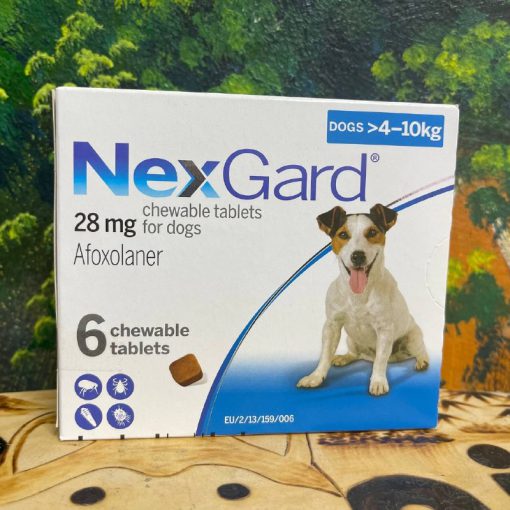 DOGS >4–10kg
NexGard®
28 mg chewable tablets
for dogs
Afoxolaner
6 chewable
tablets
EU/2/13/159/006